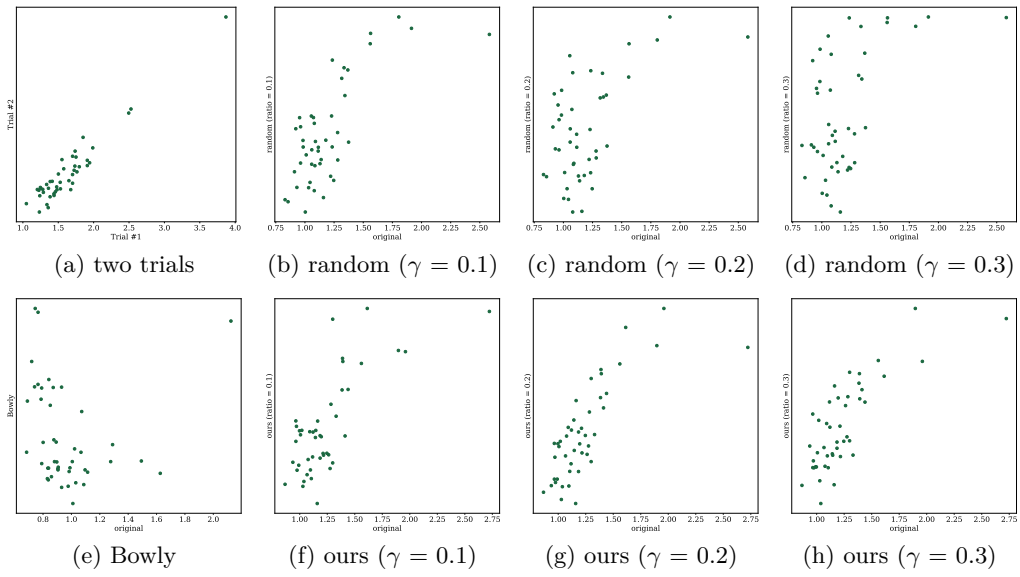 Trial #2
1.0 1.5 2.0 2.5 3.0 3.5 4.0
Trial #1
(a) two trials
random (ratio = 0.1)
0.75 1.00 1.25 1.50 1.75 2.00 2.25 2.50
original
(b) random (γ = 0.1)
random (ratio = 0.2)
0.75 1.00 1.25 1.50 1.75 2.00 2.25 2.50
original
(c) random (γ = 0.2)
random (ratio = 0.3)
0.75 1.00 1.25 1.50 1.75 2.00 2.25 2.50
original
(d) random (γ = 0.3)
Bowly
0.8 1.0 1.2 1.4 1.6 1.8 2.0
original
(e) Bowly
ours (ratio = 0.1)
1.00 1.25 1.50 1.75 2.00 2.25 2.50 2.75
original
(f) ours (γ = 0.1)
ours (ratio = 0.2)
1.00 1.25 1.50 1.75 2.00 2.25 2.50 2.75
original
(g) ours (γ = 0.2)
ours (ratio = 0.3)
1.00 1.25 1.50 1.75 2.00 2.25 2.50 2.75
original
(h) ours (γ = 0.3)